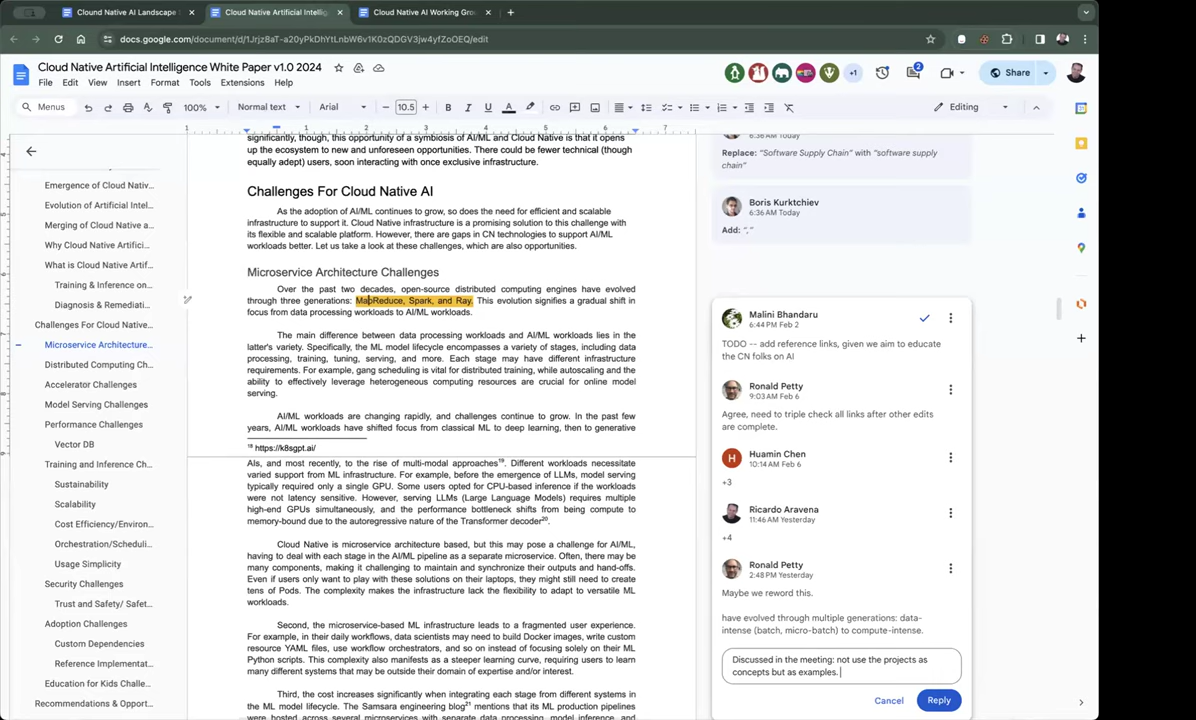 Cloud Native AI Landscape
Cloud Native Artificial Intellig
Cloud Native AI Working Gro
docs.google.com/document/d/1Jrjz8aT-a20yPkDhYtLnbW6v1K0zQDGV3jw4yfZoOEQ/edit
Cloud Native Artificial Intelligence White Paper v1.0 2024
File Edit View Insert Format Tools Extensions Help
+1
2
Share
Menus
100%
Normal text
Arial
10.5
B I U A
Editing
1 1 2 3 4 5 6 7
Emergence of Cloud Nativ...
Evolution of Artificial Intel...
Merging of Cloud Native a...
Why Cloud Native Artifici...
What is Cloud Native Artif...
Training & Inference on...
Diagnosis & Remediati...
Challenges For Cloud Native...
Microservice Architecture...
Distributed Computing Ch...
Accelerator Challenges
Model Serving Challenges
Performance Challenges
Vector DB
Training and Inference Ch...
Sustainability
Scalability
Cost Efficiency/Environ...
Orchestration/Scheduli...
Usage Simplicity
Security Challenges
Trust and Safety/ Safet...
Adoption Challenges
Custom Dependencies
Reference Implementat...
Education for Kids Challe...
Recommendations & Opport...
significantly, though, this opportunity of a symbiosis of AI/ML and Cloud Native is that it opens
up the ecosystem to new and unforeseen opportunities. There could be fewer technical (though
equally adept) users, soon interacting with once exclusive infrastructure.
Challenges For Cloud Native AI
As the adoption of AI/ML continues to grow, so does the need for efficient and scalable
infrastructure to support it. Cloud Native infrastructure is a promising solution to this challenge with
its flexible and scalable platform. However, there are gaps in CN technologies to support AI/ML
workloads better. Let us take a look at these challenges, which are also opportunities.
Microservice Architecture Challenges
Over the past two decades, open-source distributed computing engines have evolved
through three generations: MapReduce, Spark, and Ray. This evolution signifies a gradual shift in
focus from data processing workloads to AI/ML workloads.
The main difference between data processing workloads and AI/ML workloads lies in the
latter's variety. Specifically, the ML model lifecycle encompasses a variety of stages, including data
processing, training, tuning, serving, and more. Each stage may have different infrastructure
requirements. For example, gang scheduling is vital for distributed training, while autoscaling and the
ability to effectively leverage heterogeneous computing resources are crucial for online model
serving.
AI/ML workloads are changing rapidly, and challenges continue to grow. In the past few
years, AI/ML workloads have shifted focus from classical ML to deep learning, then to generative
19 https://k8sgpt.ai/
AIs, and most recently, to the rise of multi-modal approaches19. Different workloads necessitate
varied support from ML infrastructure. For example, before the emergence of LLMs, model serving
typically required only a single GPU. Some users opted for CPU-based inference if the workloads
were not latency sensitive. However, serving LLMs (Large Language Models) requires multiple
high-end GPUs simultaneously, and the performance bottleneck shifts from being compute to
memory-bound due to the autoregressive nature of the Transformer decoder20.
Cloud Native is microservice architecture based, but this may pose a challenge for AI/ML,
having to deal with each stage in the AI/ML pipeline as a separate microservice. Often, there may be
many components, making it challenging to maintain and synchronize their outputs and hand-offs.
Even if users only want to play with these solutions on their laptops, they might still need to create
tens of Pods. The complexity makes the infrastructure lack the flexibility to adapt to versatile ML
workloads.
Second, the microservice-based ML infrastructure leads to a fragmented user experience.
For example, in their daily workflows, data scientists may need to build Docker images, write custom
resource YAML files, use workflow orchestrators, and so on instead of focusing solely on their ML
Python scripts. This complexity also manifests as a steeper learning curve, requiring users to learn
many different systems that may be outside their domain of expertise and/or interest.
Third, the cost increases significantly when integrating each stage from different systems in
the ML model lifecycle. The Samsara engineering blog21 mentions that its ML production pipelines
were hosted across several microservices with separate data processing, model inference, and
6:36 AM Today
Replace: "Software Supply Chain" with "software supply
chain"
Boris Kurktchiev
6:36 AM Today
Add: ","
Malini Bhandaru
6:44 PM Feb 2
TODO -- add reference links, given we aim to educate
the CN folks on AI
Ronald Petty
9:03 AM Feb 6
Agree, need to triple check all links after other edits
are complete.
H
Huamin Chen
10:14 AM Feb 6
+3
Ricardo Aravena
11:46 AM Yesterday
+4
Ronald Petty
2:48 PM Yesterday
Maybe we reword this.
have evolved through multiple generations: data-
intense (batch, micro-batch) to compute-intense.
Discussed in the meeting: not use the projects as
concepts but as examples.
Cancel Reply